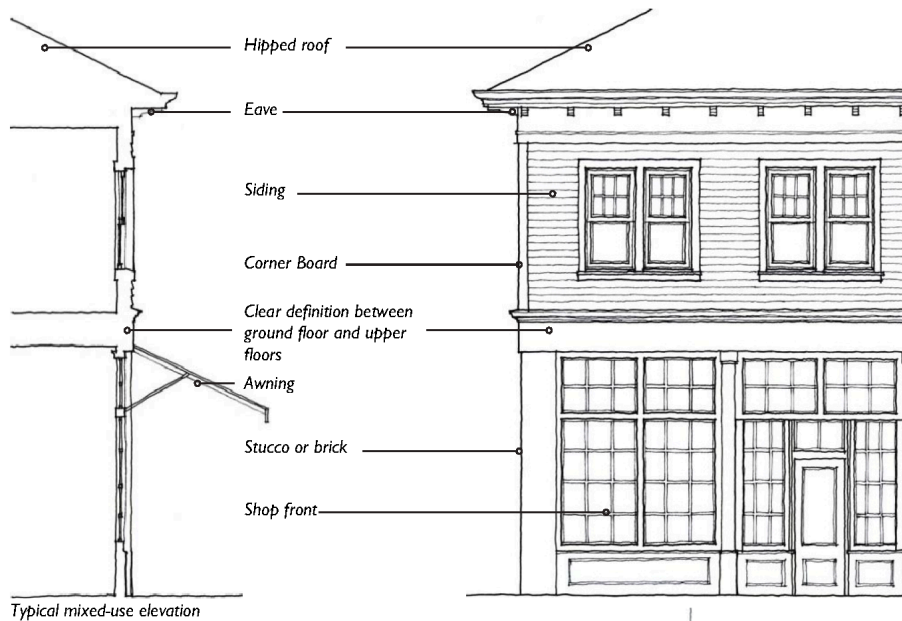 Hipped roof
Eave
Siding
Corner Board
Clear definition between
ground floor and upper
floors
Awning
Stucco or brick
Shop front
Typical mixed-use elevation